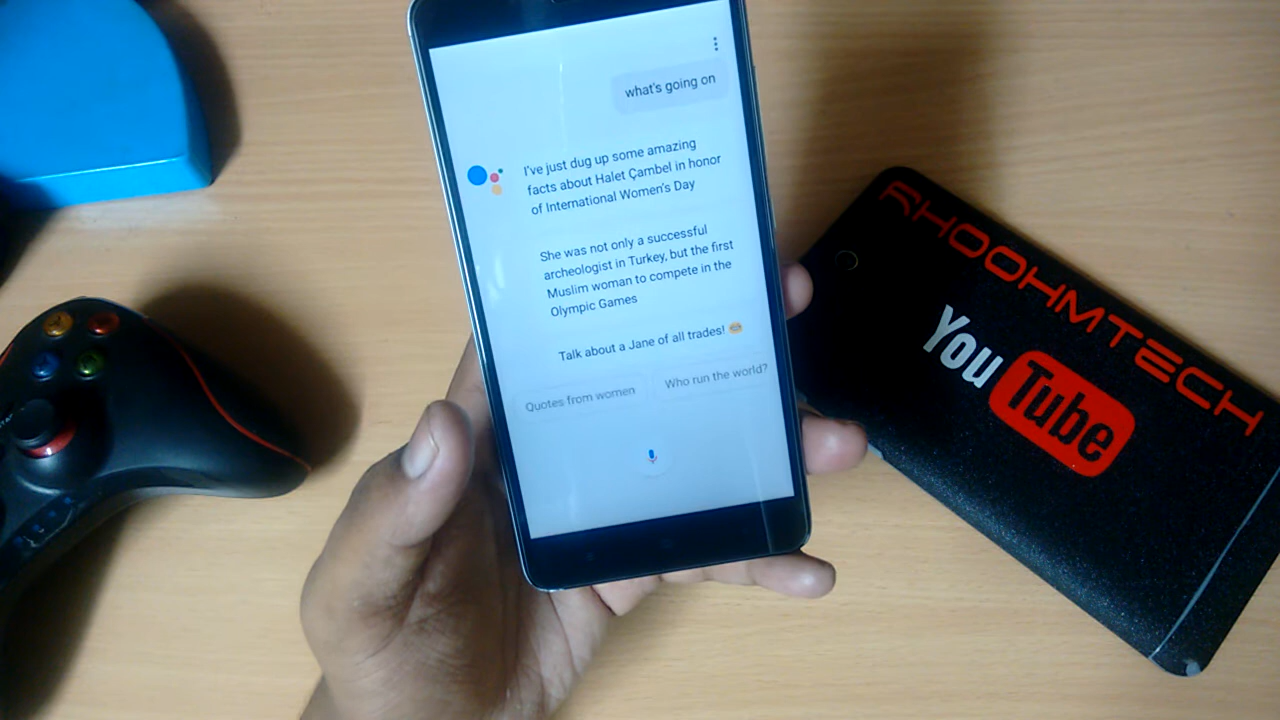 what's going on
I've just dug up some amazing
facts about Halet Çambel in honor
of International Women's Day
She was not only a successful
archeologist in Turkey, but the first
Muslim woman to compete in the
Olympic Games
Talk about a Jane of all trades! 😊
Quotes from women
Who run the world?
RHOOHMTECH
You
Tube